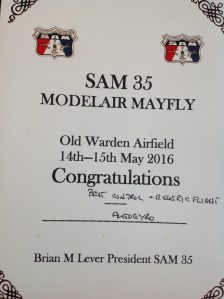 SAM 35
MODELAIR MAYFLY
Old Warden Airfield
14th-15th May 2016
Congratulations
BEST CONTROL + FLIGHT
AUTOGYRO
Brian M Lever President SAM 35